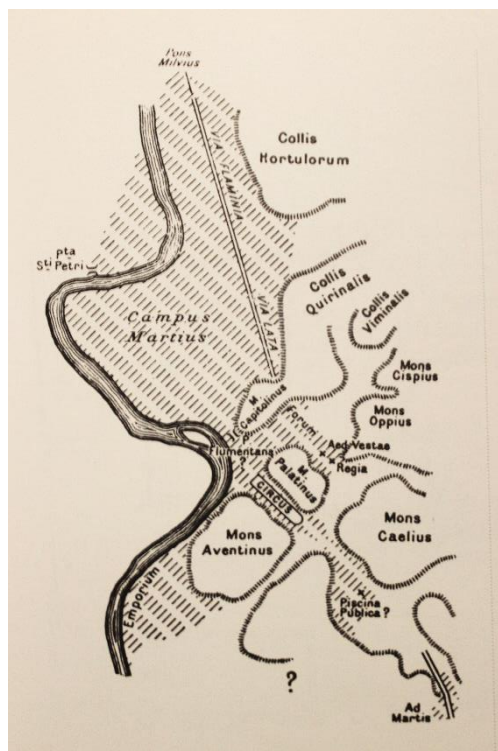 Pons
Milvius
VIA FLAMINIA
Collis
Hortulorum
Pta
Sti Petri
Campus
Martius
VIA LATA
Collis
Quirinalis
Collis
Viminalis
Mons
Cispius
Mons
Oppius
M.
Capitolinus
Forum
Flumentana
?
Aed Vestae
Regia
M.
Palatinus
CIRCUS
Mons
Aventinus
Mons
Caelius
Emporium
Piscina
Publica?
?
Ad
Martis